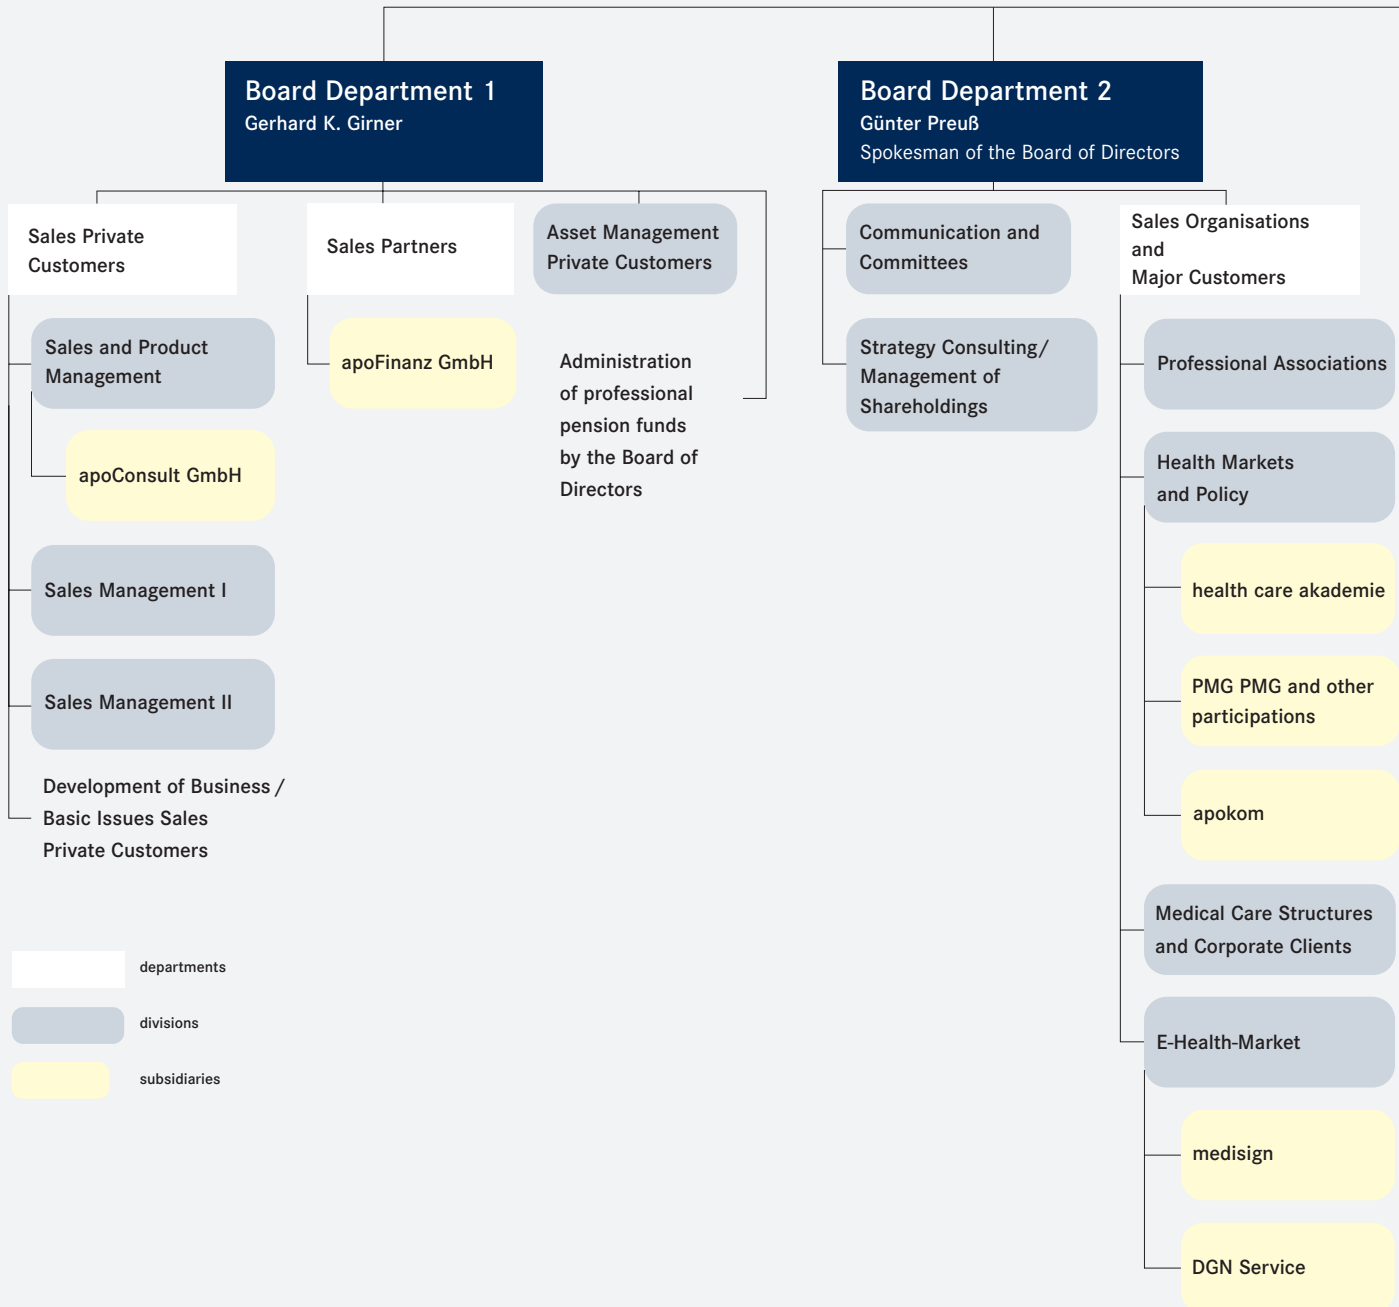 Board Department 1
Gerhard K. Girner
Sales Private
Customers
Sales and Product
Management
apoConsult GmbH
Sales Management I
Sales Management II
Development of Business /
Basic Issues Sales
Private Customers
Sales Partners
apoFinanz GmbH
Asset Management
Private Customers
Administration
of professional
pension funds
by the Board of
Directors
Board Department 2
Günter Preuß
Spokesman of the Board of Directors
Communication and
Committees
Strategy Consulting/
Management of
Shareholdings
Sales Organisations
and
Major Customers
Professional Associations
Health Markets
and Policy
health care akademie
PMG PMG and other
participations
apokom
Medical Care Structures
and Corporate Clients
E-Health-Market
medisign
DGN Service
departments
divisions
subsidiaries